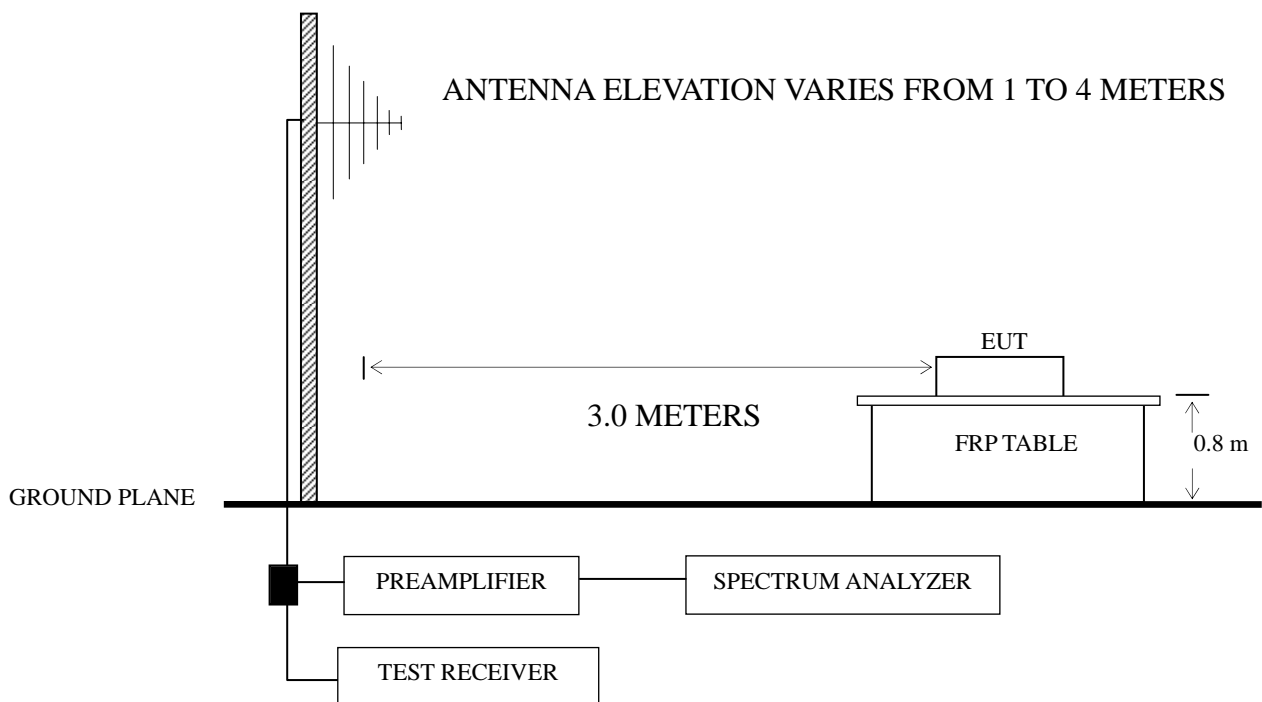 ANTENNA ELEVATION VARIES FROM 1 TO 4 METERS
EUT
3.0 METERS
FRP TABLE
0.8 m
GROUND PLANE
PREAMPLIFIER
SPECTRUM ANALYZER
TEST RECEIVER